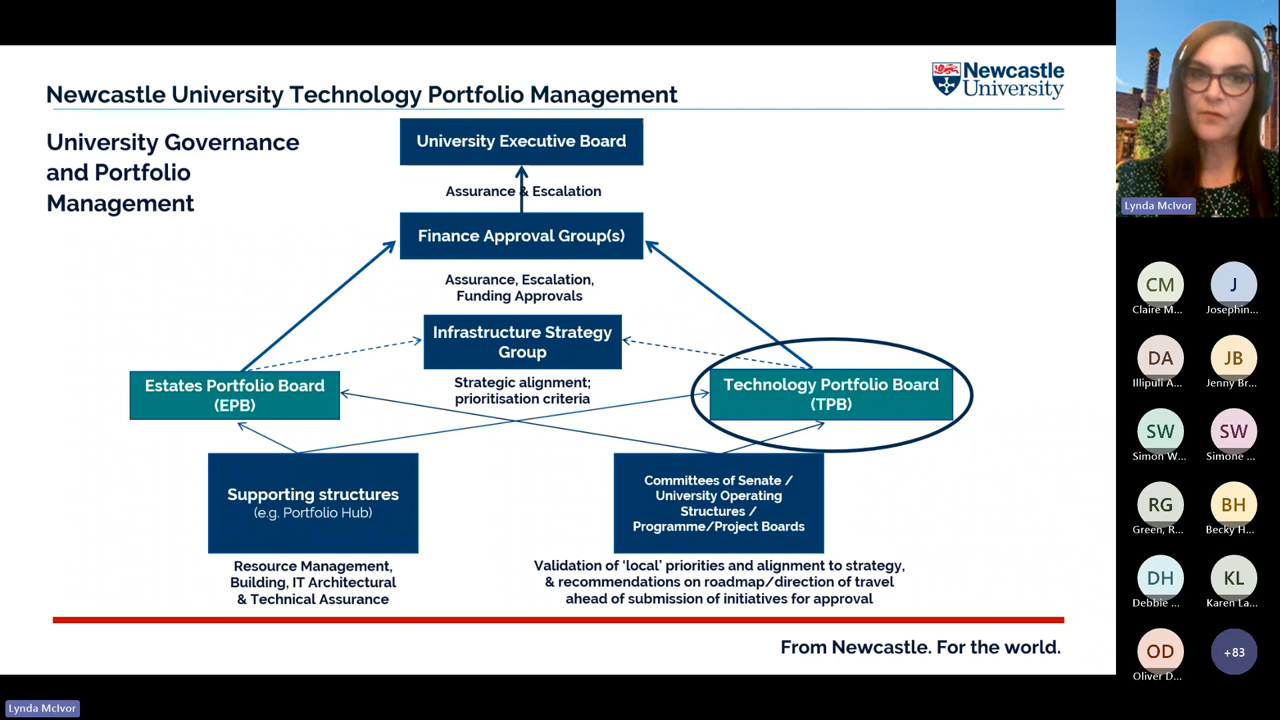 Newcastle University Technology Portfolio Management
Newcastle
University
University Governance
and Portfolio
Management
University Executive Board
Assurance & Escalation
Finance Approval Group(s)
Assurance, Escalation,
Funding Approvals
Infrastructure Strategy
Group
Strategic alignment;
prioritisation criteria
Estates Portfolio Board
(EPB)
Technology Portfolio Board
(TPB)
Supporting structures
(e.g. Portfolio Hub)
Committees of Senate /
University Operating
Structures /
Programme/Project Boards
Resource Management,
Building, IT Architectural
& Technical Assurance
Validation of ‘local’ priorities and alignment to strategy,
& recommendations on roadmap/direction of travel
ahead of submission of initiatives for approval
From Newcastle. For the world.
Lynda McIvor
Lynda McIvor
CM
J
Claire M...
Josephin...
DA
JB
Illipuli A...
Jenny Br...
SW
SW
Simon W...
Simone ...
RG
BH
Green, R...
Becky H...
DH
KL
Debbie ...
Karen La...
OD
+83
Oliver D...